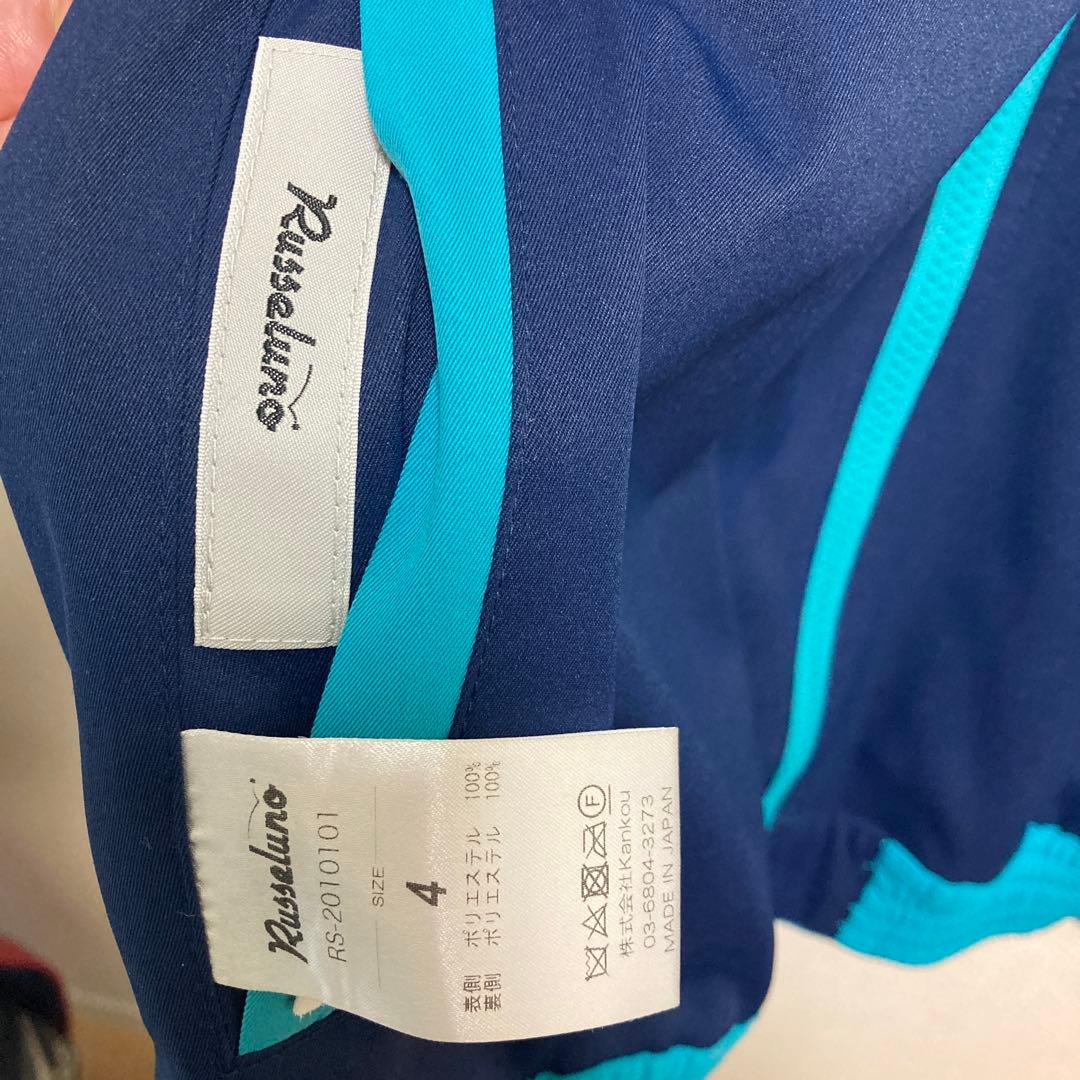 Russeluno
Russeluno
RS-2010101
SIZE
4
表側 ポリエステル 100%
裏側 ポリエステル 100%
F
株式会社Kankou
03-6804-3273
MADE IN JAPAN